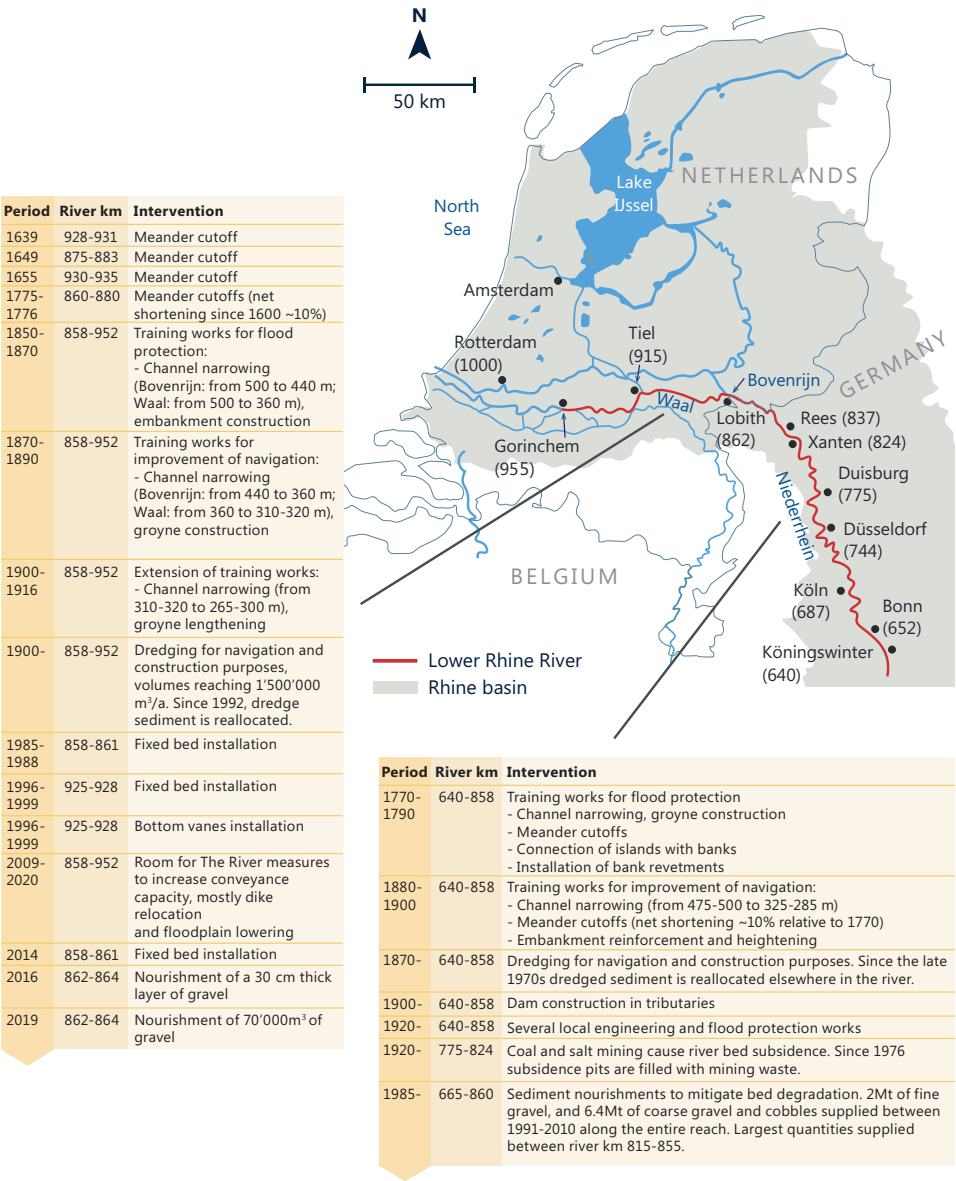 N
50 km
NETHERLANDS
Lake
IJssel
North
Sea
Amsterdam
Rotterdam
(1000)
Tiel
(915)
GERMANY
Bovenrijn
Waal
Lobith
(862)
Rees (837)
Xanten (824)
Gorinchem
(955)
Duisburg
(775)
Niederrhein
Düsseldorf
(744)
BELGIUM
Köln
(687)
Bonn
(652)
Köningswinter
(640)
Lower Rhine River
Rhine basin
Period River km Intervention
1639 928-931 Meander cutoff
1649 875-883 Meander cutoff
1655 930-935 Meander cutoff
1775- 860-880 Meander cutoffs (net
1776 shortening since 1600 ~10%)
1850- 858-952 Training works for flood
1870 protection:
- Channel narrowing
(Bovenrijn: from 500 to 440 m;
Waal: from 500 to 360 m),
embankment construction
1870- 858-952 Training works for
1890 improvement of navigation:
- Channel narrowing
(Bovenrijn: from 440 to 360 m;
Waal: from 360 to 310-320 m),
groyne construction
1900- 858-952 Extension of training works:
1916 - Channel narrowing (from
310-320 to 265-300 m),
groyne lengthening
1900- 858-952 Dredging for navigation and
construction purposes,
volumes reaching 1'500'000
m³/a. Since 1992, dredge
sediment is reallocated.
1985- 858-861 Fixed bed installation
1988
1996- 925-928 Fixed bed installation
1999
1996- 925-928 Bottom vanes installation
1999
2009- 858-952 Room for The River measures
2020 to increase conveyance
capacity, mostly dike
relocation
and floodplain lowering
2014 858-861 Fixed bed installation
2016 862-864 Nourishment of a 30 cm thick
layer of gravel
2019 862-864 Nourishment of 70'000m³ of
gravel
Period River km Intervention
1770- 640-858 Training works for flood protection
1790 - Channel narrowing, groyne construction
- Meander cutoffs
- Connection of islands with banks
- Installation of bank revetments
1880- 640-858 Training works for improvement of navigation:
1900 - Channel narrowing (from 475-500 to 325-285 m)
- Meander cutoffs (net shortening ~10% relative to 1770)
- Embankment reinforcement and heightening
1870- 640-858 Dredging for navigation and construction purposes. Since the late
1970s dredged sediment is reallocated elsewhere in the river.
1900- 640-858 Dam construction in tributaries
1920- 640-858 Several local engineering and flood protection works
1920- 775-824 Coal and salt mining cause river bed subsidence. Since 1976
subsidence pits are filled with mining waste.
1985- 665-860 Sediment nourishments to mitigate bed degradation. 2Mt of fine
gravel, and 6.4Mt of coarse gravel and cobbles supplied between
1991-2010 along the entire reach. Largest quantities supplied
between river km 815-855.